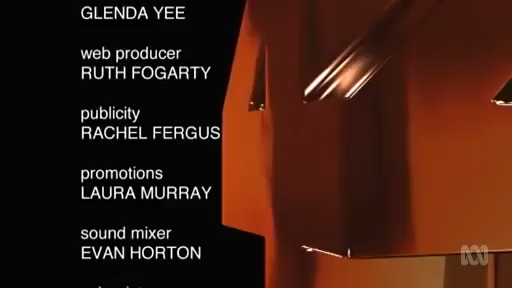 GLENDA YEE
web producer
RUTH FOGARTY
publicity
RACHEL FERGUS
promotions
LAURA MURRAY
sound mixer
EVAN HORTON